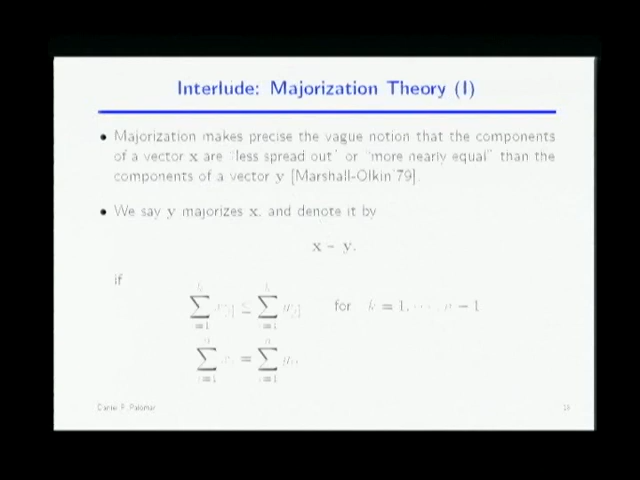 Interlude: Majorization Theory (I)
• Majorization makes precise the vague notion that the components
of a vector x are "less spread out" or "more nearly equal" than the
components of a vector y [Marshall-Olkin'79].
• We say y majorizes x, and denote it by
x ~ y.
if
∑ ≤ ∑ for k = 1, ⋯, n − 1
∑ = ∑
Daniel P. Palomar